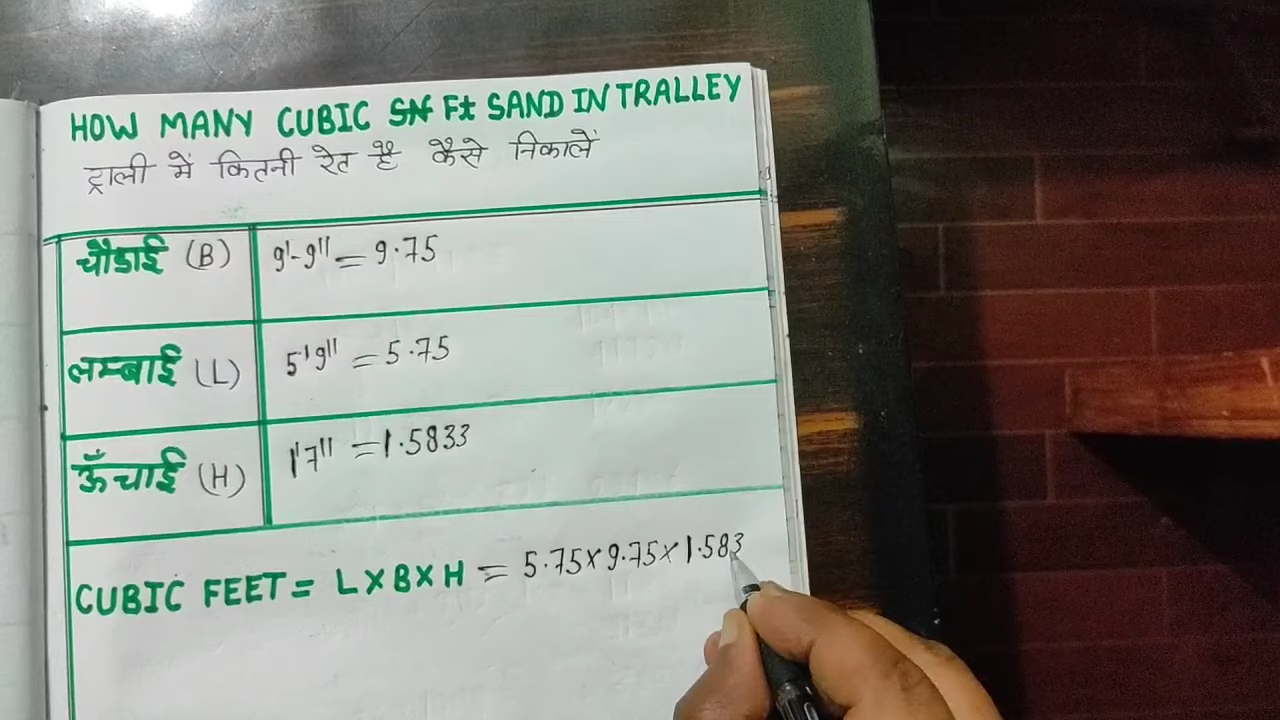 HOW MANY CUBIC SN Ft SAND IN TRALLEY
ट्राली में कितनी रेत है कैसे निकालें
चौडाई (B) 9'-9" = 9.75
लम्बाई (L) 5'9" = 5.75
ऊँचाई (H) 1'7" = 1.5833
CUBIC FEET = L X B X H = 5.75 X 9.75 X 1.583